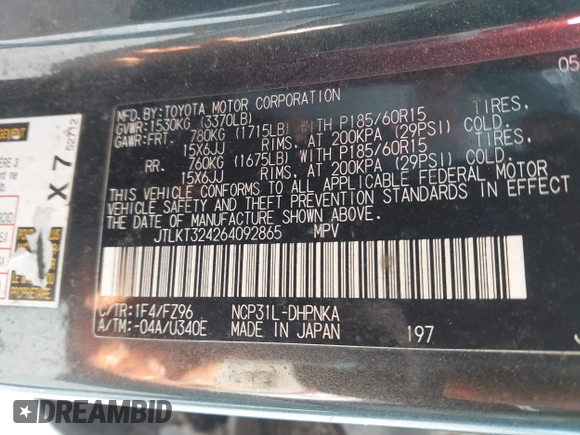 05
MFD.BY:TOYOTA MOTOR CORPORATION
GVWR:1530KG (3370LB)
GAWR:FRT. 780KG (1715LB) WITH P185/60R15 TIRES,
15X6JJ RIMS, AT 200KPA (29PSI) COLD.
RR. 760KG (1675LB) WITH P185/60R15 TIRES,
15X6JJ RIMS, AT 200KPA (29PSI) COLD.
THIS VEHICLE CONFORMS TO ALL APPLICABLE FEDERAL MOTOR
VEHICLE SAFETY AND THEFT PREVENTION STANDARDS IN EFFECT
THE DATE OF MANUFACTURE SHOWN ABOVE.
JTLKT324264092865 MPV
C/TR:1F4/FZ96 NCP31L-DHPNKA
A/TM:-04A/U340E MADE IN JAPAN 197
X 7
52712
DREAMBID